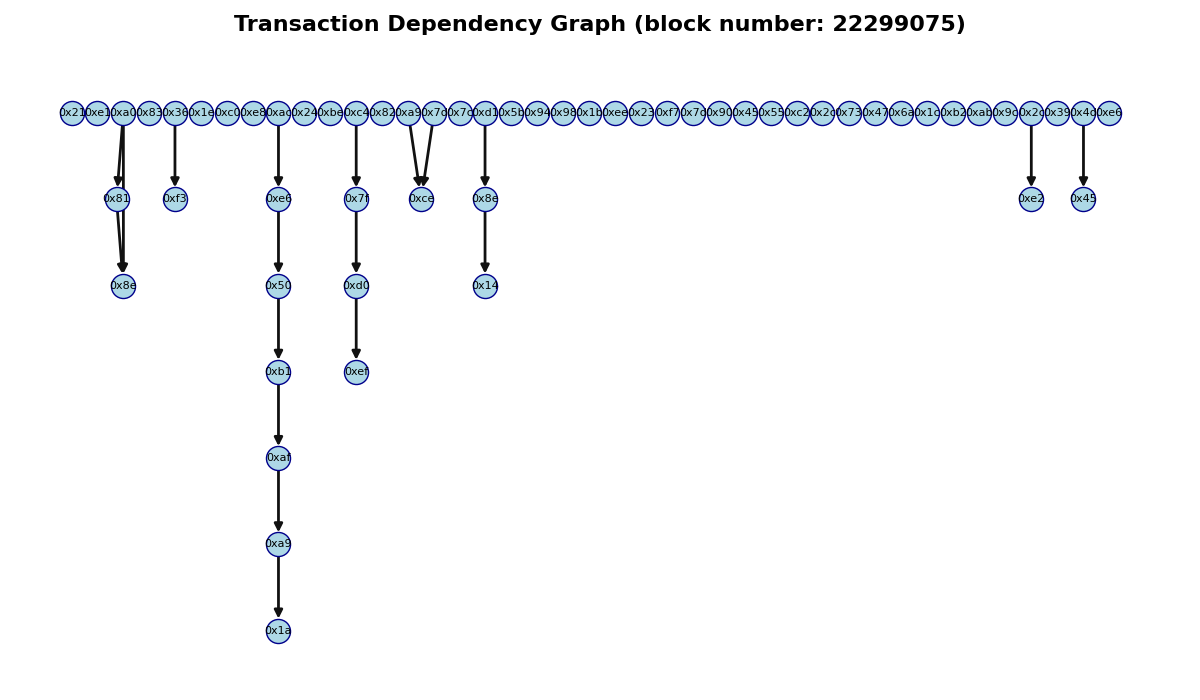 Transaction Dependency Graph (block number: 22299075)
0x21 0xe1 0xa0 0x83 0x36 0x1e 0xc0 0xe8 0xac 0x24 0xbe 0xc4 0x82 0xa9 0x7d 0x7c 0xd1 0x5b 0x94 0x98 0x1b 0xee 0x23 0xf7 0x7c 0x90 0x45 0x55 0xc2 0x2c 0x73 0x47 0x6a 0x1c 0xb2 0xab 0x9c 0x2c 0x39 0x4c 0xe6
0x81 0xf3 0xe6 0x7f 0xce 0x8e 0xe2 0x45
0x8e 0x50 0xd0 0x14
0xb1 0xef
0xaf
0xa9
0x1a